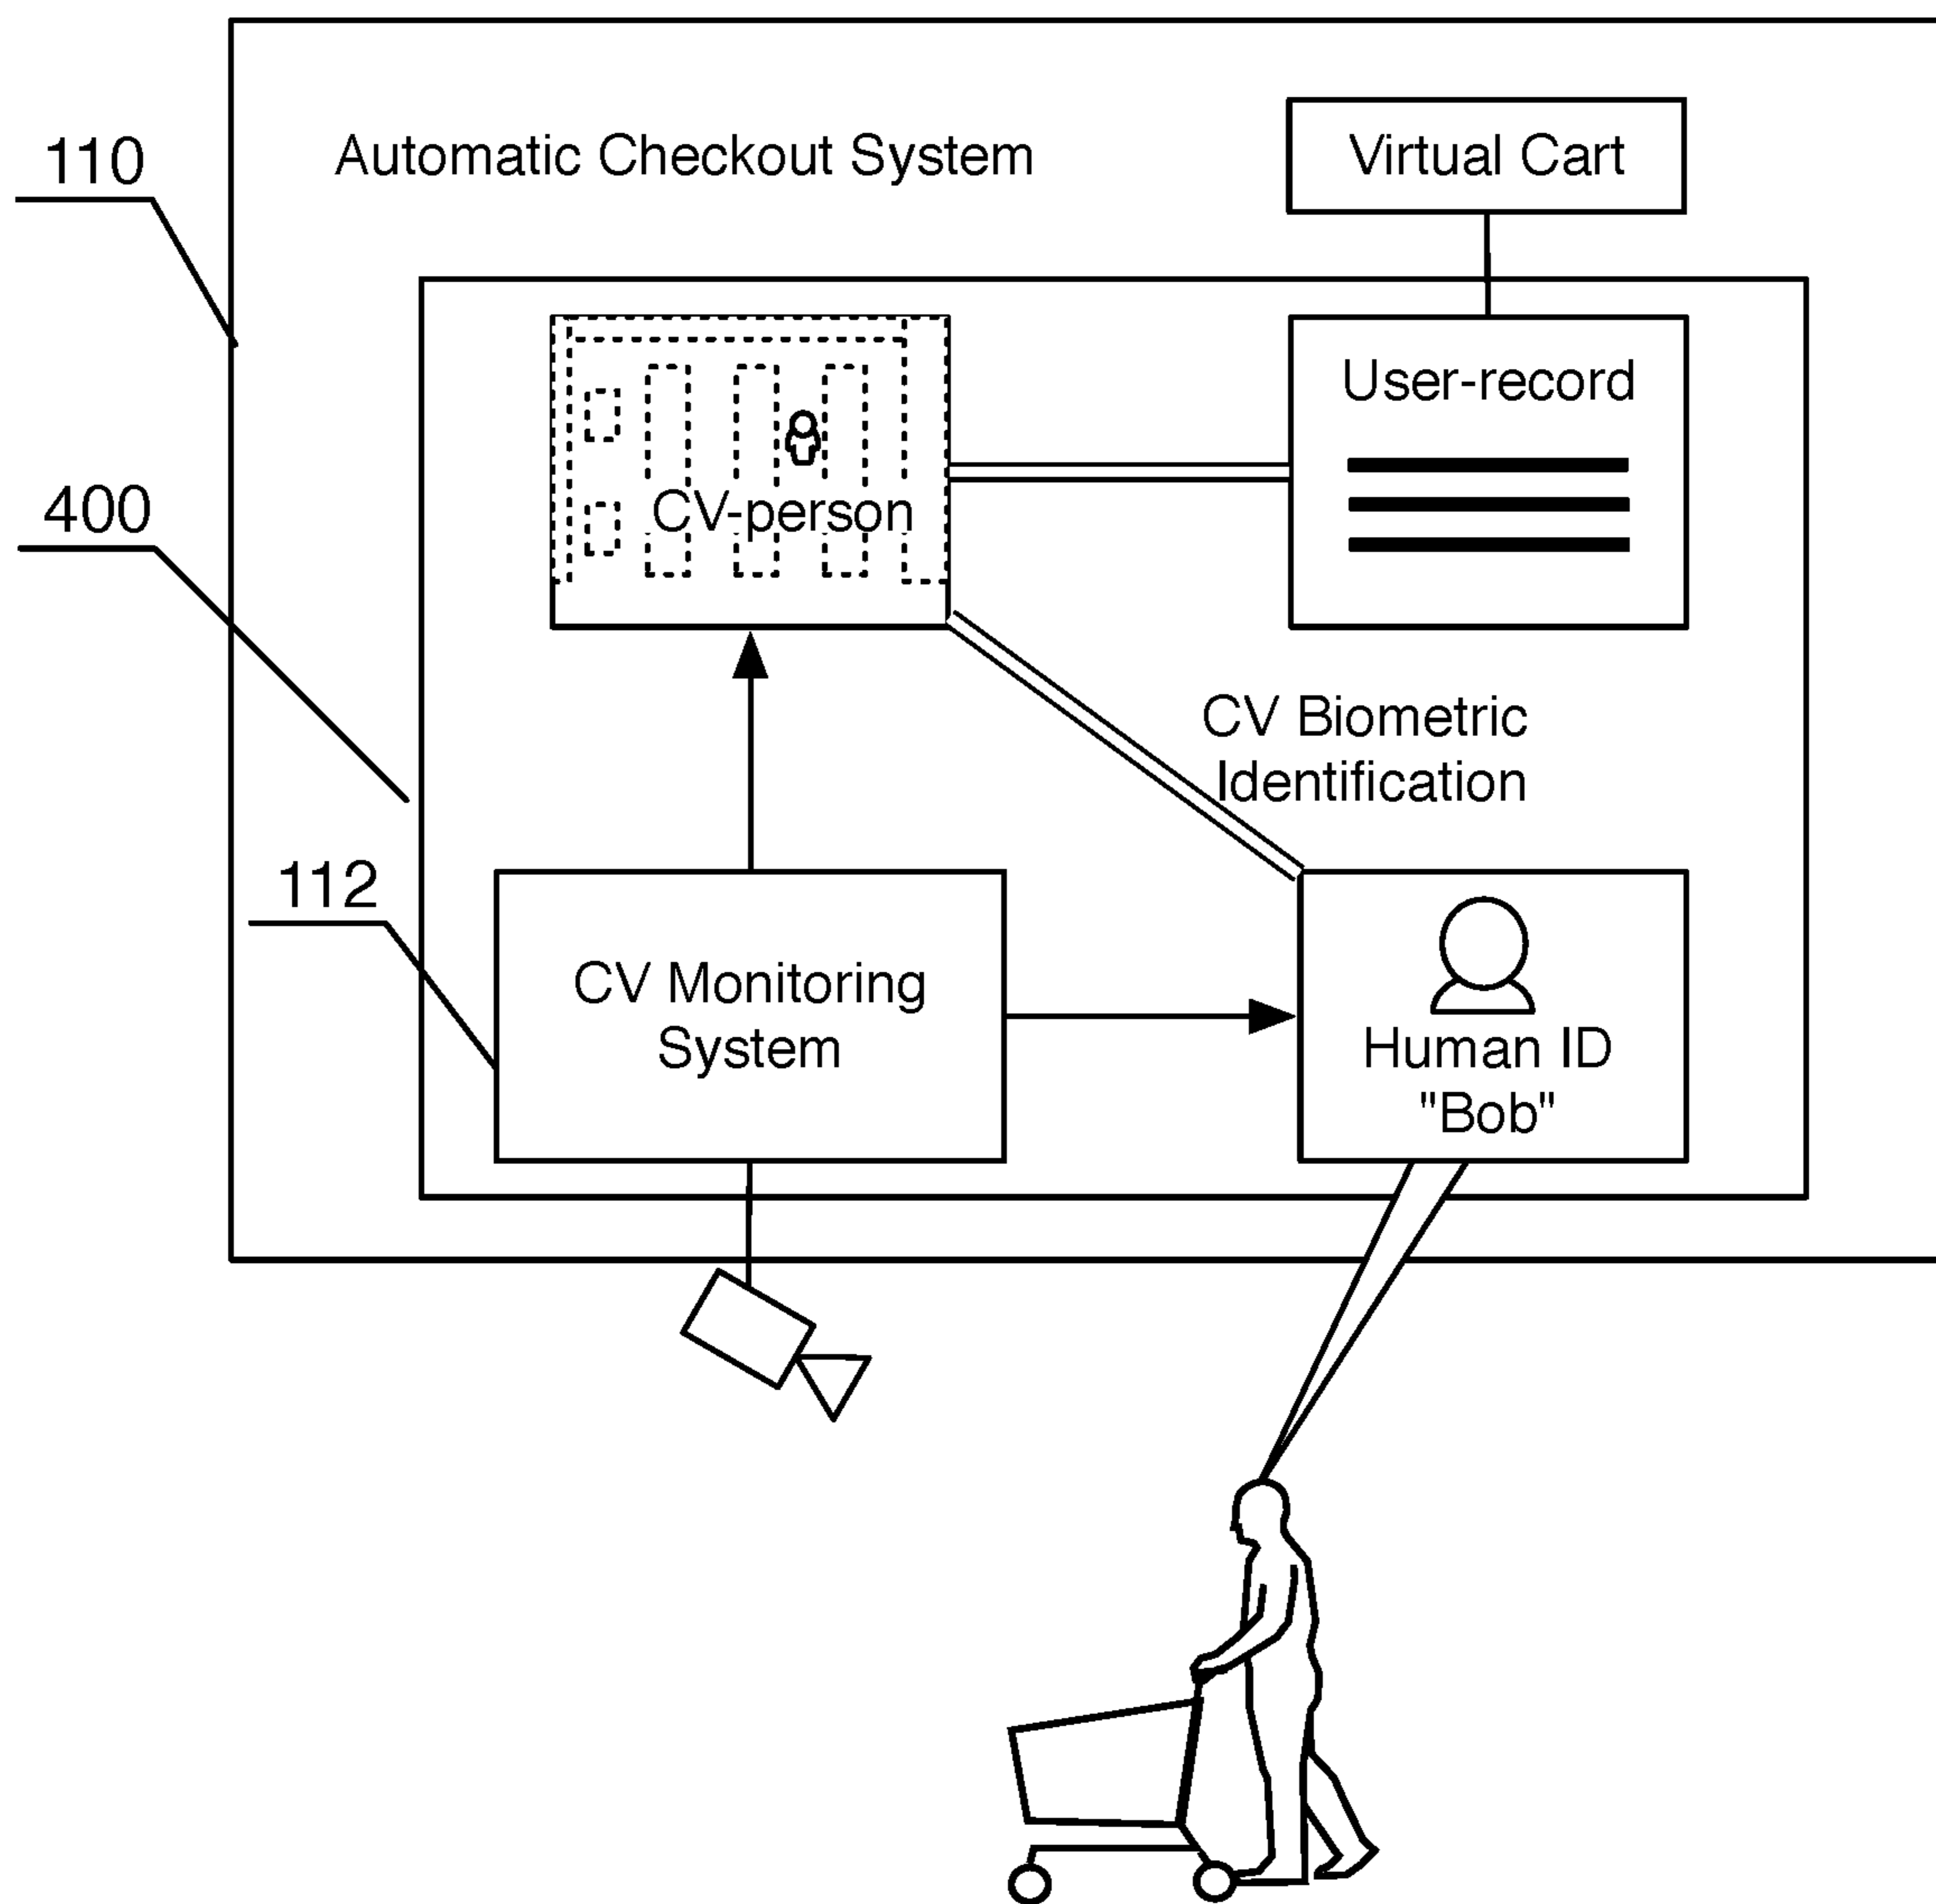 110
Automatic Checkout System
Virtual Cart
User-record
400
CV-person
CV Biometric
Identification
112
CV Monitoring
System
Human ID
"Bob"